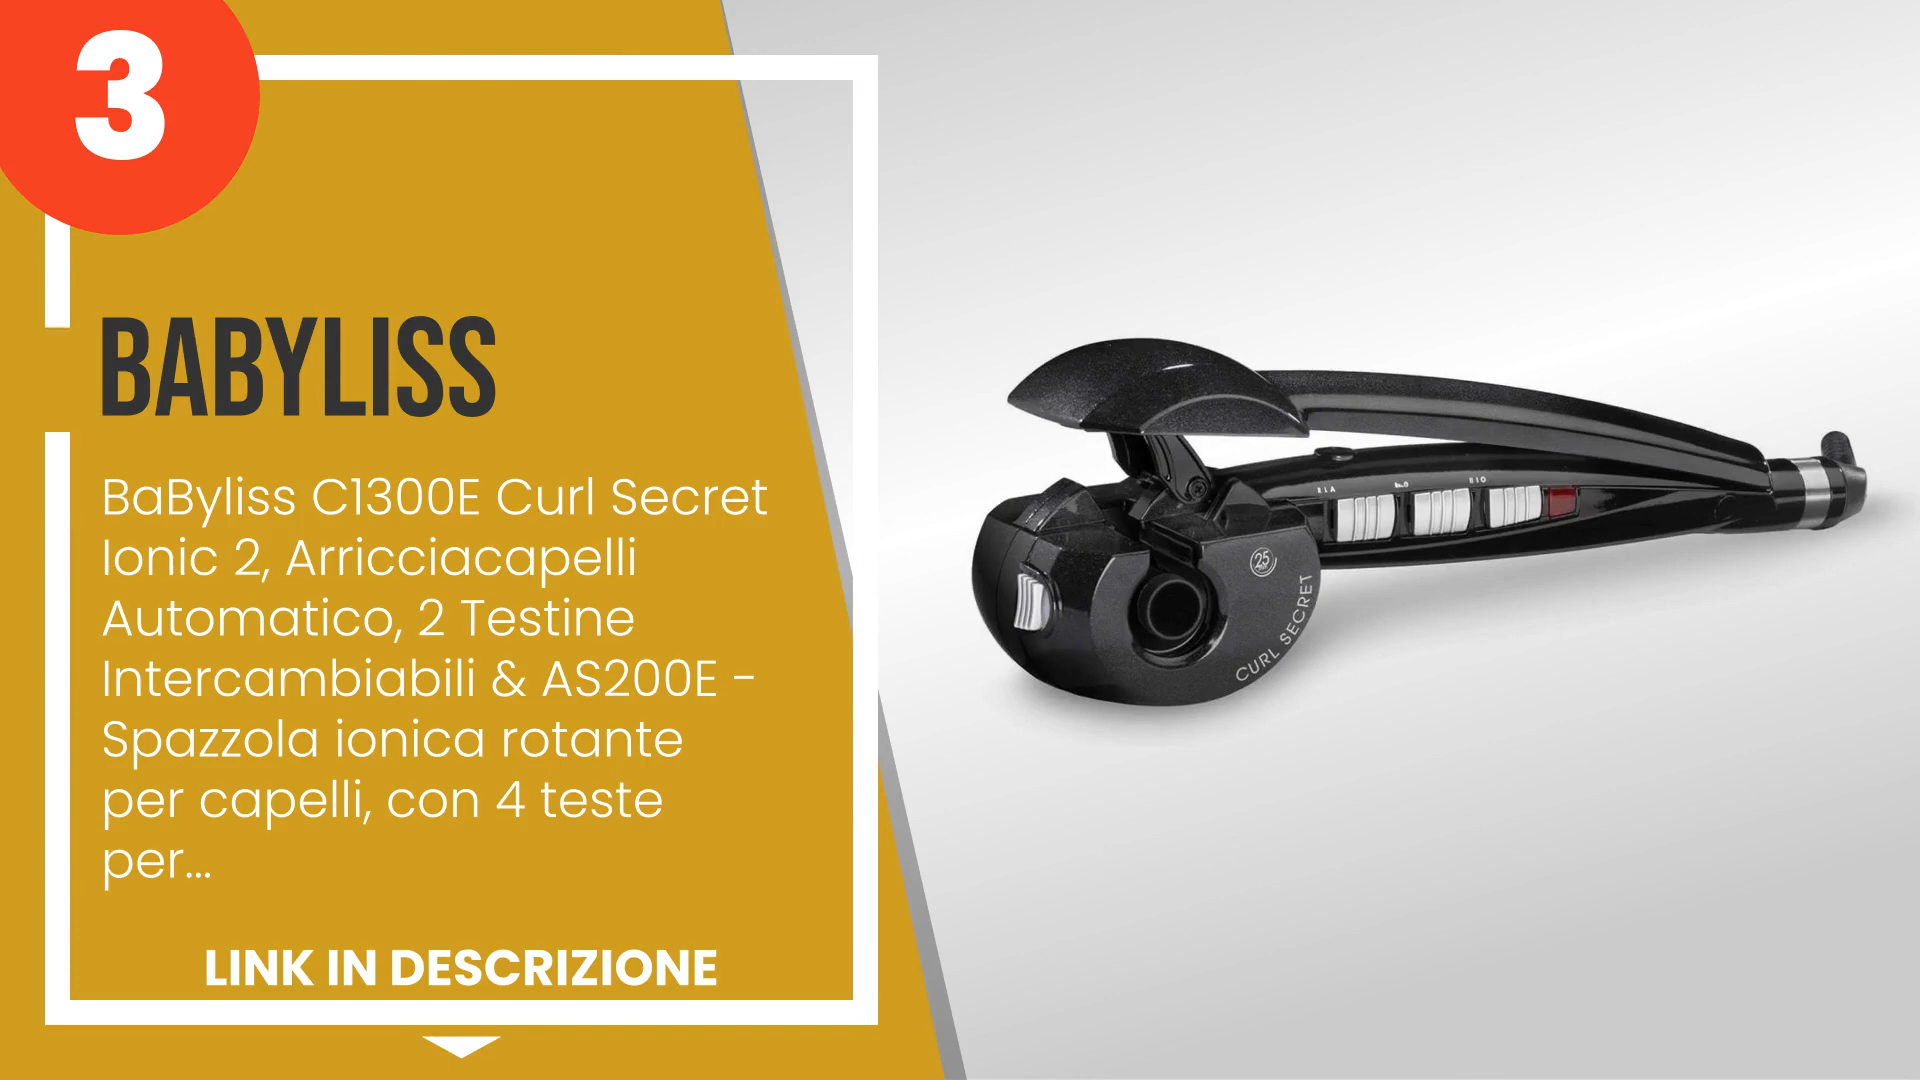 3
BABYLISS
BaByliss C1300E Curl Secret
Ionic 2, Arricciacapelli
Automatico, 2 Testine
Intercambiabili & AS200E -
Spazzola ionica rotante
per capelli, con 4 teste
per...
LINK IN DESCRIZIONE
25
CURL SECRET